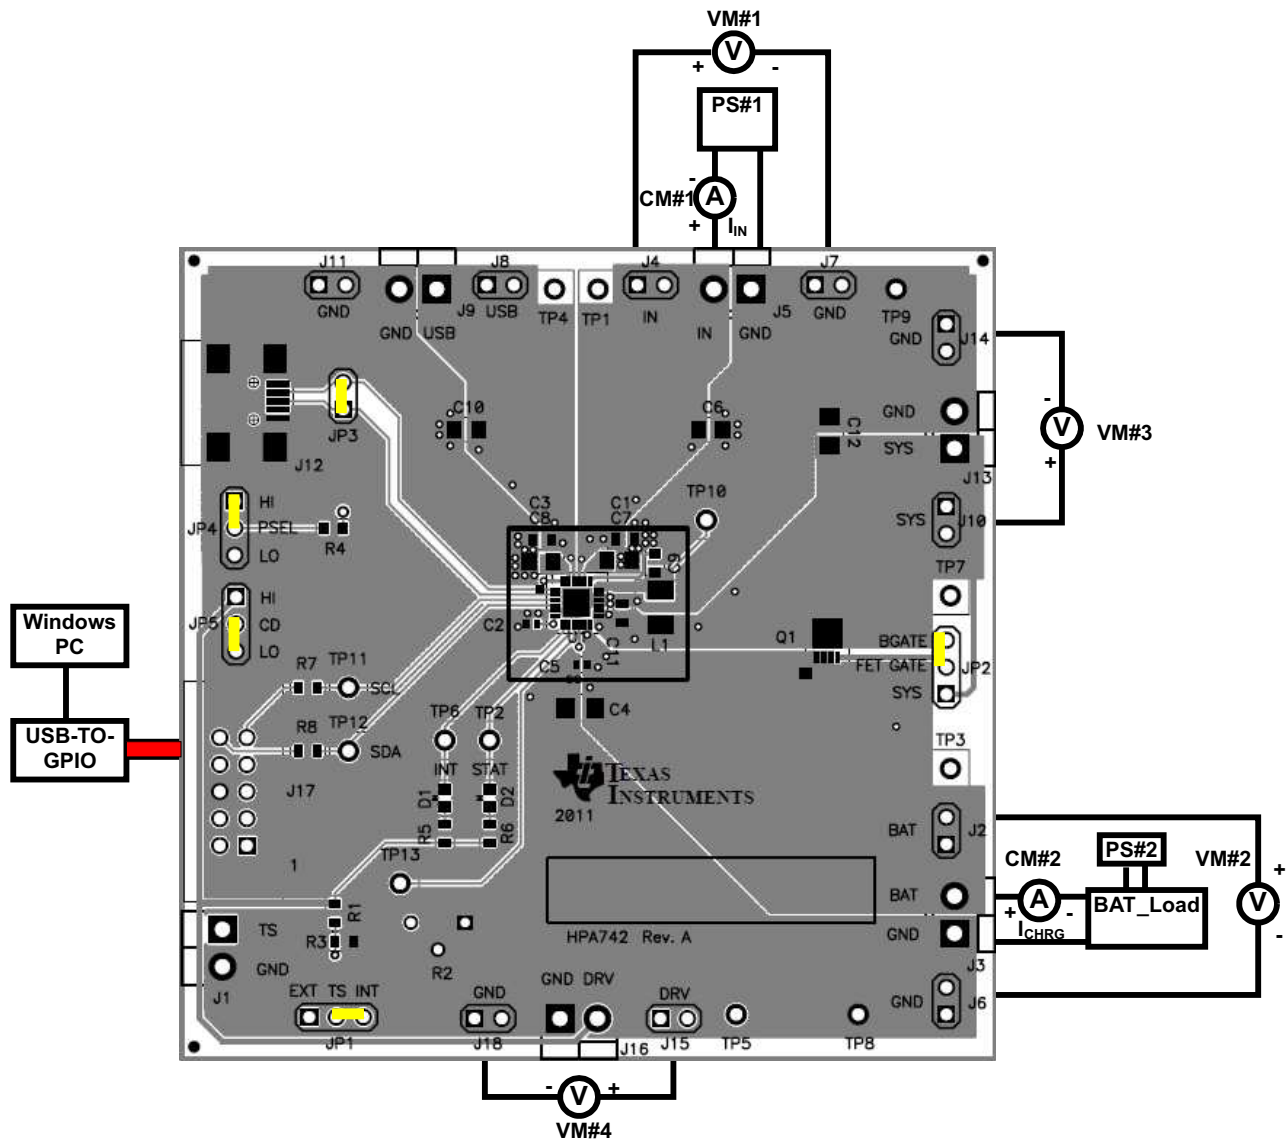 VM#1
V
+ -
PS#1
-
CM#1 A
+ I_IN
J11 J8 J4 J7
GND USB IN GND
GND USB J9 TP4 TP1 IN GND J5 TP9
GND J14
-
GND
V VM#3
+
SYS
J13
C10 C6 C12
JP3
J12
HI
JP4 PSEL
LO
R4
C3 C1
C8 C7
TP10
SYS J10
TP7
HI
JP5 CD
LO
C2
C5
C11
L1
C4
Q1
BGATE
FET GATE JP2
SYS
Windows
PC
USB-TO-
GPIO
R7 TP11 SCL
R8 TP12 SDA
J17
1
TP6 TP2
INT STAT
D1 D2
R5 R6
TP13
TEXAS
INSTRUMENTS
2011
TP3
BAT J2
CM#2 PS#2 VM#2
+
BAT A BAT_Load V
+ -
I_CHRG
-
GND J3
HPA742 Rev. A
TS
GND
J1
R1
R3
R2
EXT TS INT
JP1
GND
J18
GND DRV
J16
DRV
J15
TP5 TP8
GND J6
- V +
VM#4